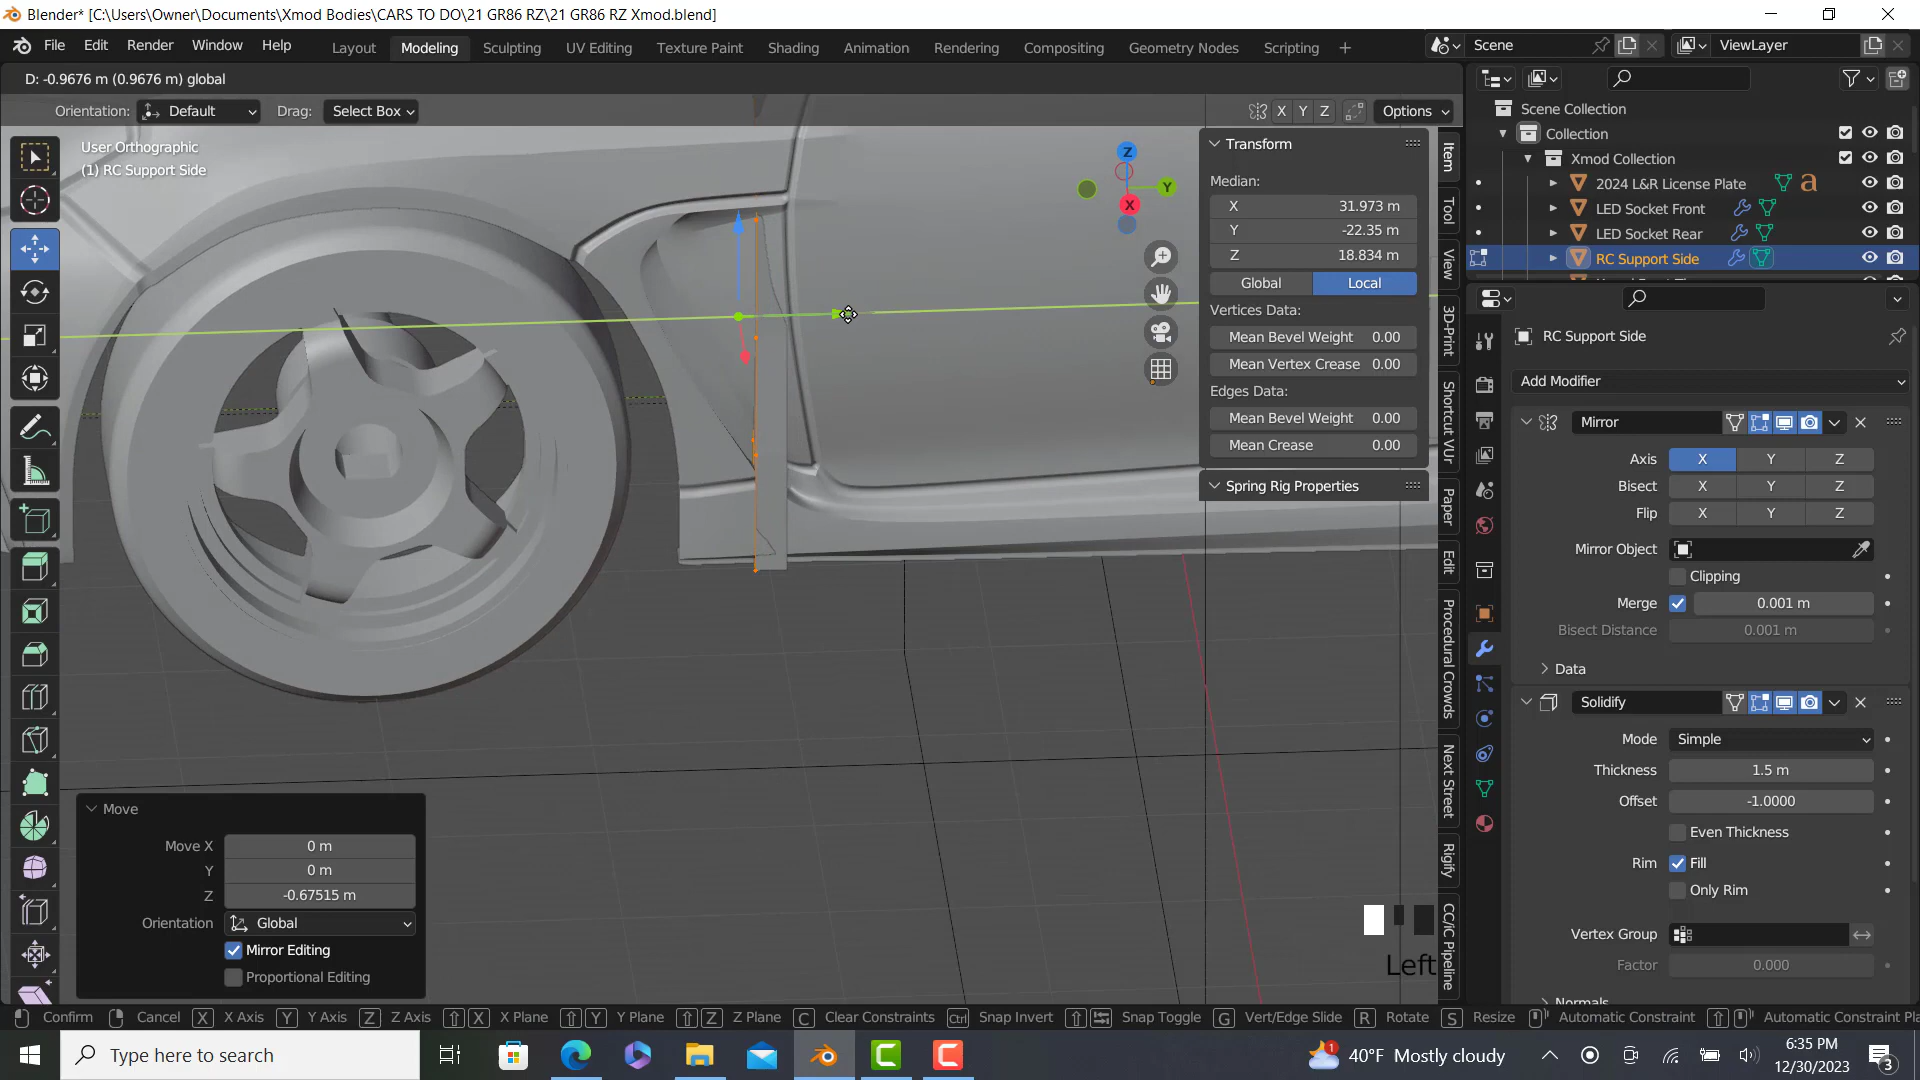 Blender* [C:\Users\Owner\Documents\Xmod Bodies\CARS TO DO\21 GR86 RZ\21 GR86 RZ Xmod.blend]
File Edit Render Window Help
Layout Modeling Sculpting UV Editing Texture Paint Shading Animation Rendering Compositing Geometry Nodes Scripting +
Scene
ViewLayer
D: -0.9676 m (0.9676 m) global
Orientation: Default Drag: Select Box
X Y Z Options
User Orthographic
(1) RC Support Side
Z
Y
X
Transform
Median:
X 31.973 m
Y -22.35 m
Z 18.834 m
Global Local
Vertices Data:
Mean Bevel Weight 0.00
Mean Vertex Crease 0.00
Edges Data:
Mean Bevel Weight 0.00
Mean Crease 0.00
Spring Rig Properties
Item
Tool
View
3D-Print
Shortcut VUr
Paper
Edit
Procedural Crowds
Next Street
Rigify
CC/iC Pipeline
Scene Collection
Collection
Xmod Collection
2024 L&R License Plate
LED Socket Front
LED Socket Rear
RC Support Side
RC Support Side
Add Modifier
Mirror
Axis X Y Z
Bisect X Y Z
Flip X Y Z
Mirror Object
Clipping
Merge 0.001 m
Bisect Distance 0.001 m
Data
Solidify
Mode Simple
Thickness 1.5 m
Offset -1.0000
Even Thickness
Rim Fill
Only Rim
Vertex Group
Factor 0.000
Normals
Move
Move X 0 m
Y 0 m
Z -0.67515 m
Orientation Global
Mirror Editing
Proportional Editing
Left
Confirm Cancel X X Axis Y Y Axis Z Z Axis X X Plane Y Y Plane Z Z Plane C Clear Constraints Ctrl Snap Invert Snap Toggle G Vert/Edge Slide R Rotate S Resize Automatic Constraint Automatic Constraint Pla
Type here to search
40°F Mostly cloudy
6:35 PM
12/30/2023
3